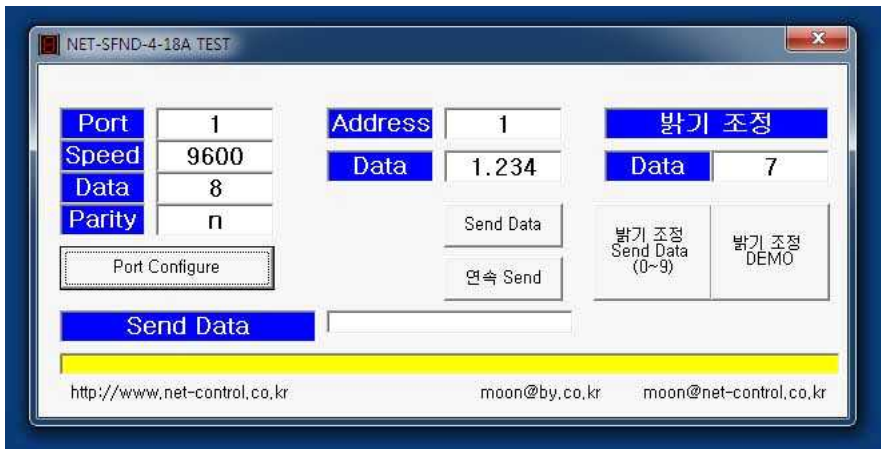 NET-SFND-4-18A TEST
Port 1
Speed 9600
Data 8
Parity n
Port Configure
Address 1
Data 1.234
Send Data
연속 Send
밝기 조정
Data 7
밝기 조정
Send Data
(0~9)
밝기 조정
DEMO
Send Data
http://www.net-control.co.kr
moon@by.co.kr
moon@net-control.co.kr